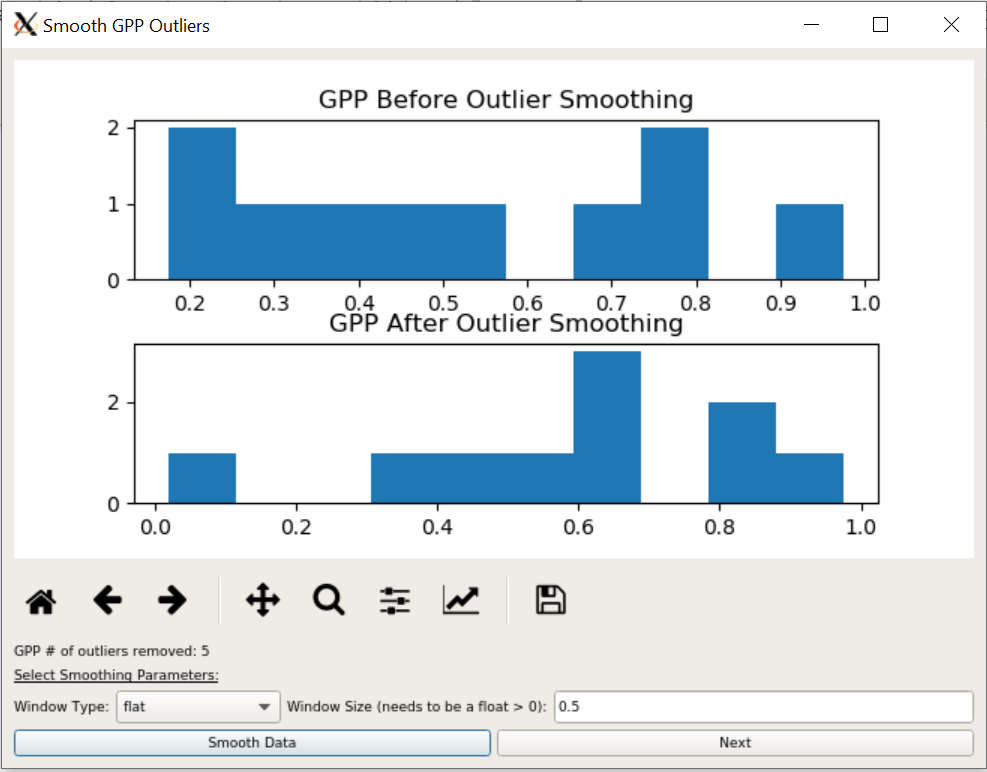 Smooth GPP Outliers
GPP Before Outlier Smoothing
2
1
0
0.2 0.3 0.4 0.5 0.6 0.7 0.8 0.9 1.0
GPP After Outlier Smoothing
2
0
0.0 0.2 0.4 0.6 0.8 1.0
GPP # of outliers removed: 5
Select Smoothing Parameters:
Window Type: flat Window Size (needs to be a float > 0): 0.5
Smooth Data Next